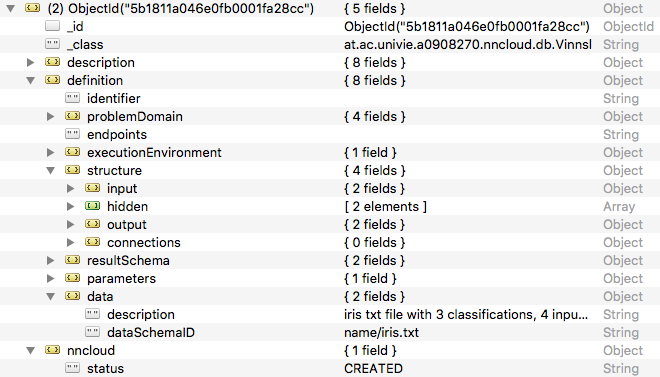 (2) ObjectId("5b1811a046e0fb0001fa28cc") { 5 fields } Object
_id ObjectId("5b1811a046e0fb0001fa28cc") ObjectId
_class at.ac.univie.a0908270.nncloud.db.Vinnsl String
description { 8 fields } Object
definition { 8 fields } Object
identifier String
problemDomain { 4 fields } Object
endpoints String
executionEnvironment { 1 field } Object
structure { 4 fields } Object
input { 2 fields } Object
hidden [ 2 elements ] Array
output { 2 fields } Object
connections { 0 fields } Object
resultSchema { 2 fields } Object
parameters { 1 field } Object
data { 2 fields } Object
description iris txt file with 3 classifications, 4 inpu... String
dataSchemaID name/iris.txt String
nncloud { 1 field } Object
status CREATED String